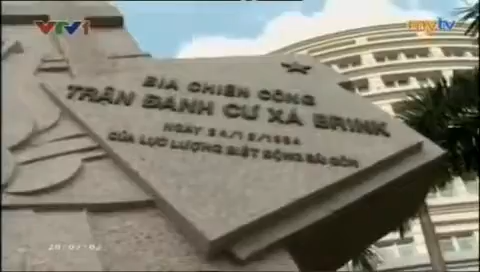 VTV1
mytv
BIA CHIẾN CÔNG
TRẬN ĐÁNH CƯ XÁ BRINK
NGÀY 24/12/1964
CỦA LỰC LƯỢNG BIỆT ĐỘNG SÀI GÒN